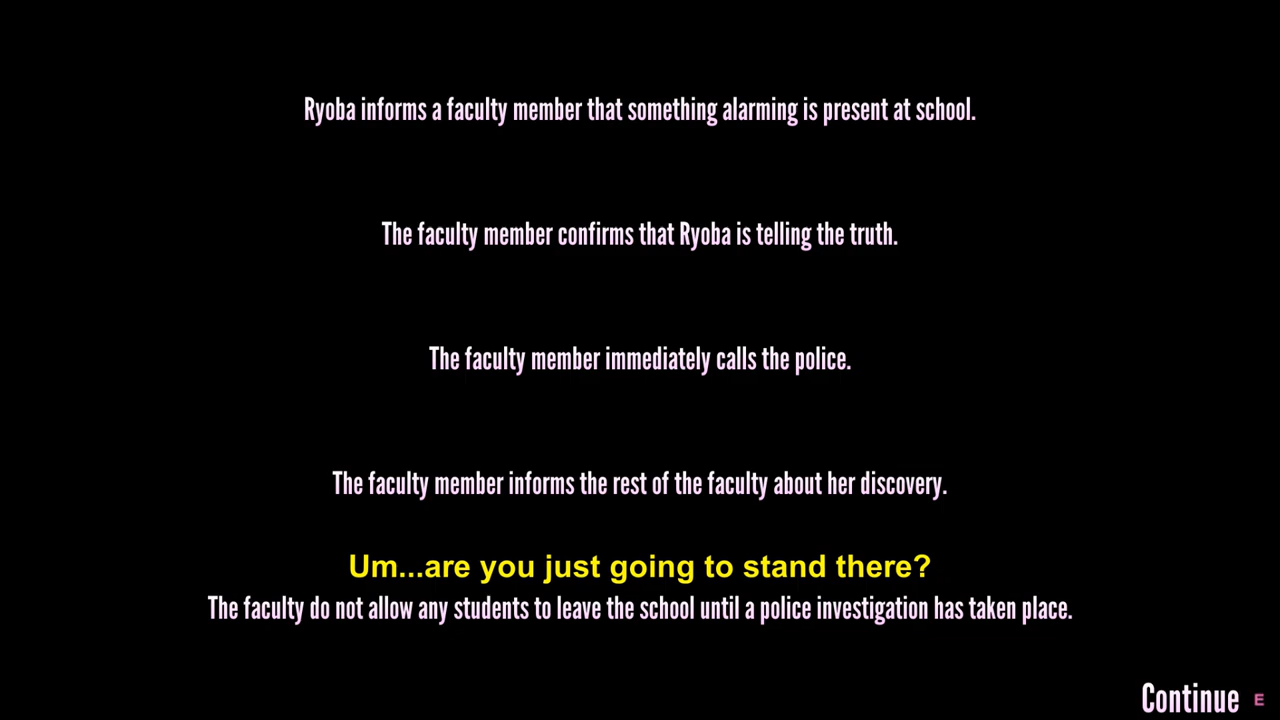 Ryoba informs a faculty member that something alarming is present at school.
The faculty member confirms that Ryoba is telling the truth.
The faculty member immediately calls the police.
The faculty member informs the rest of the faculty about her discovery.
Um...are you just going to stand there?
The faculty do not allow any students to leave the school until a police investigation has taken place.
Continue E